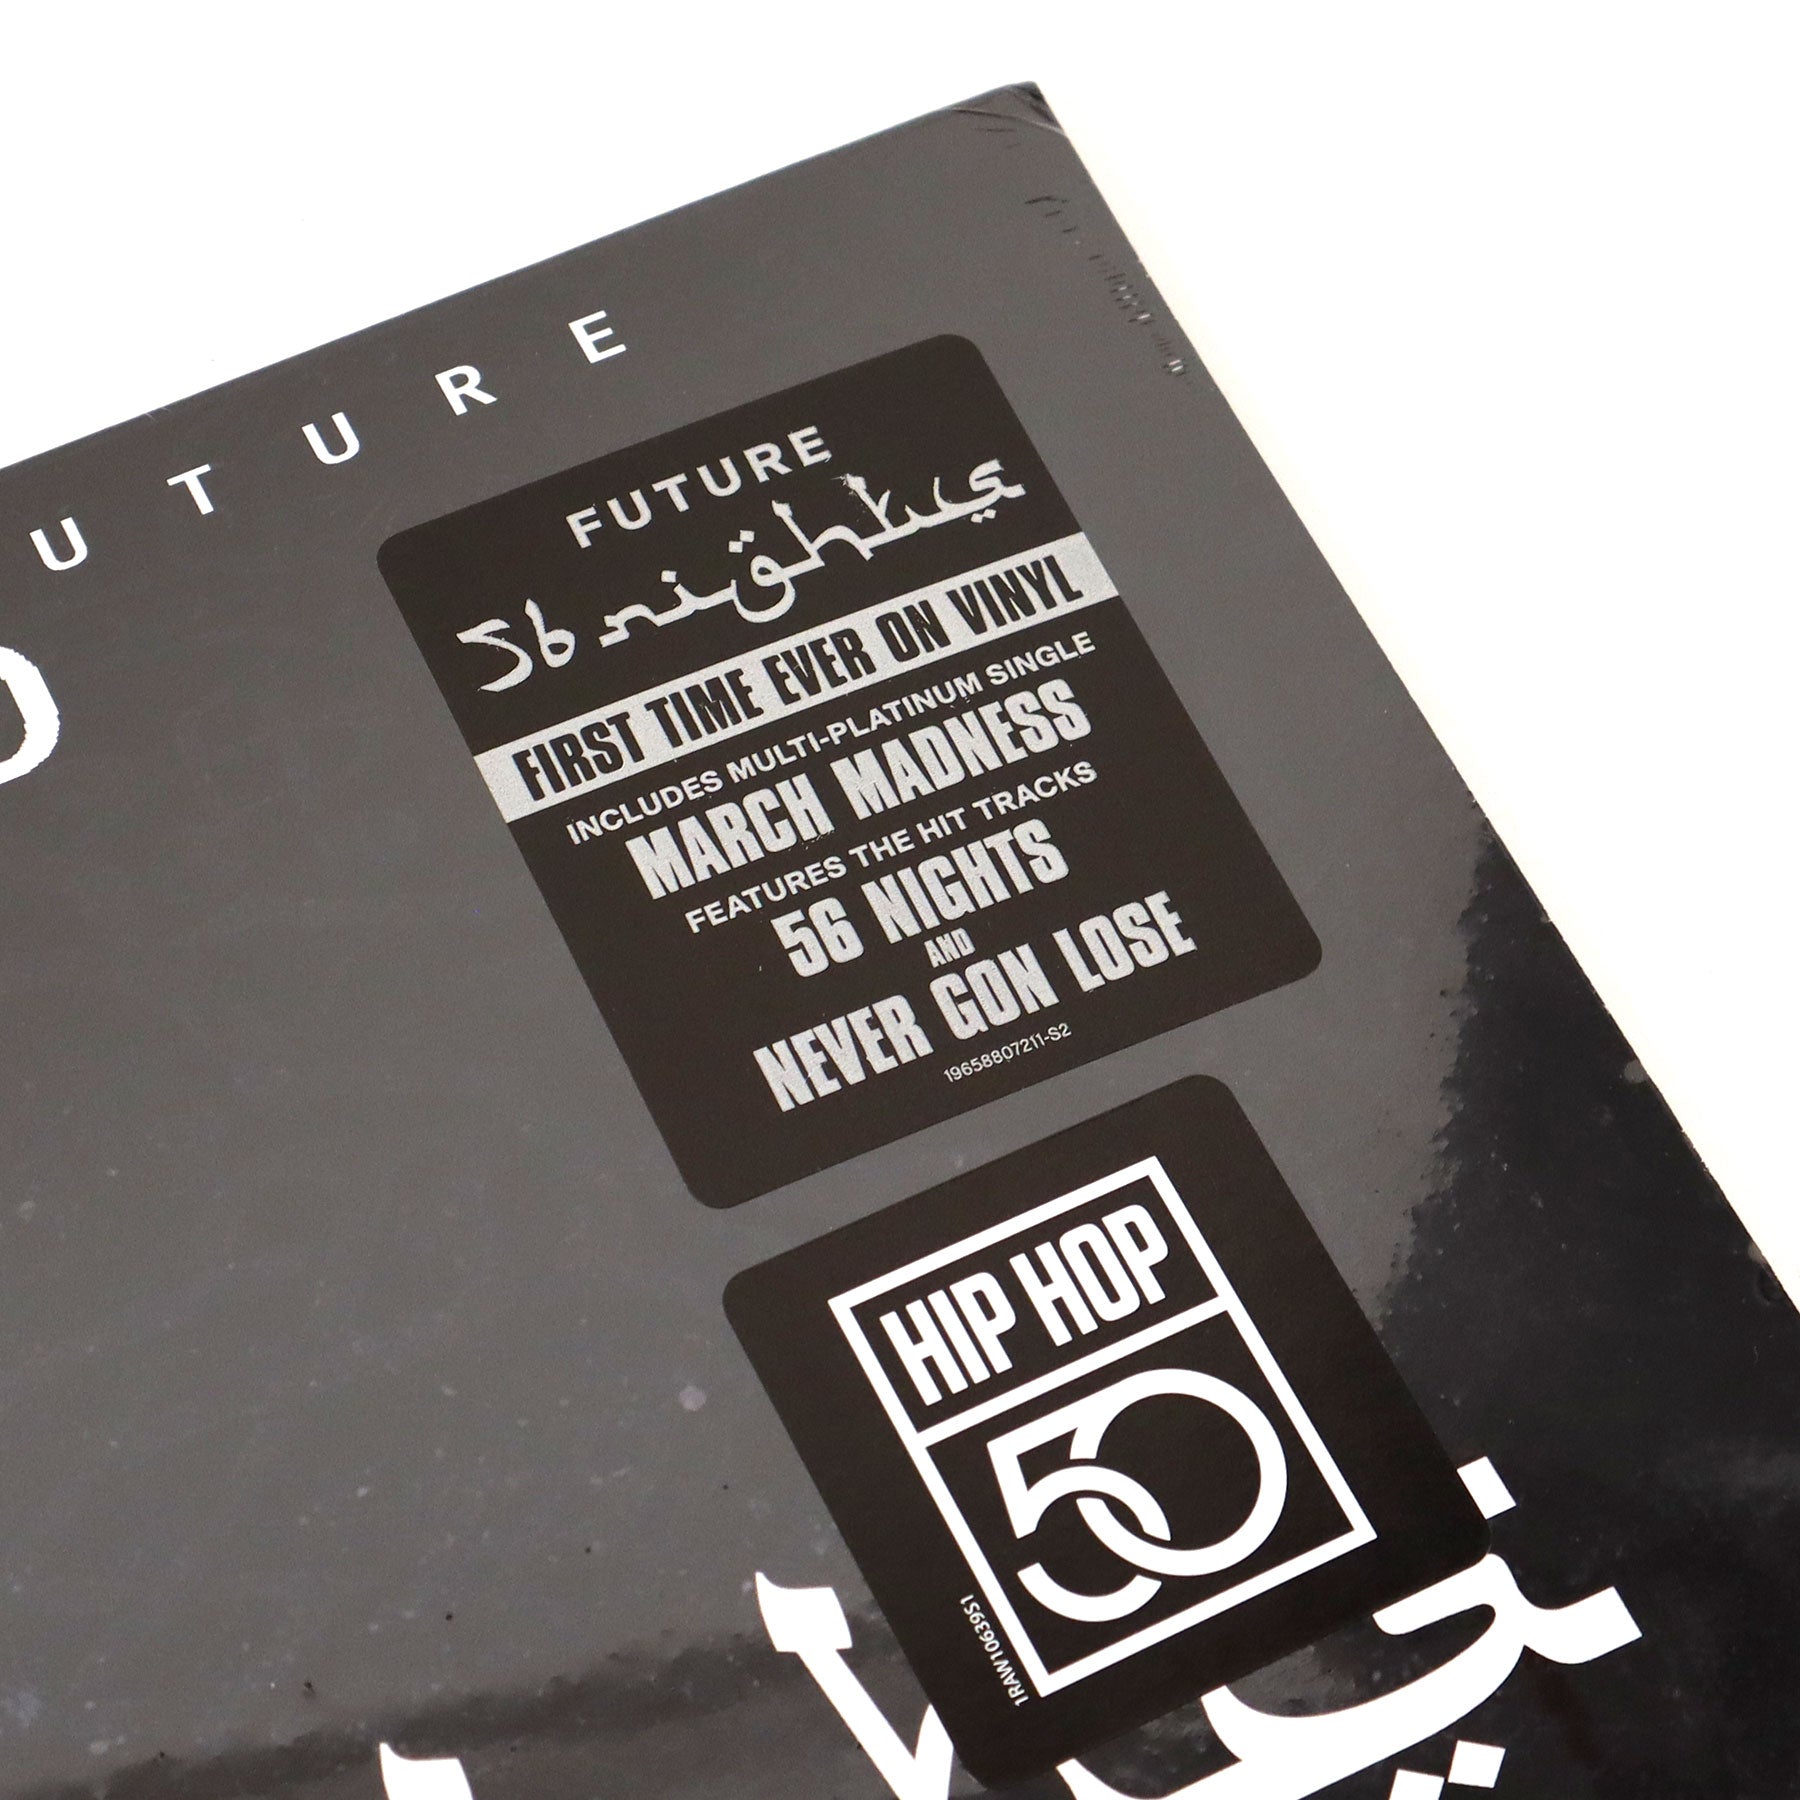 UTURE
FUTURE
56 nights
FIRST TIME EVER ON VINYL
INCLUDES MULTI-PLATINUM SINGLE
MARCH MADNESS
FEATURES THE HIT TRACKS
56 NIGHTS
AND
NEVER GON LOSE
19658807211-S2
HIP HOP
50
1RAW10639S1